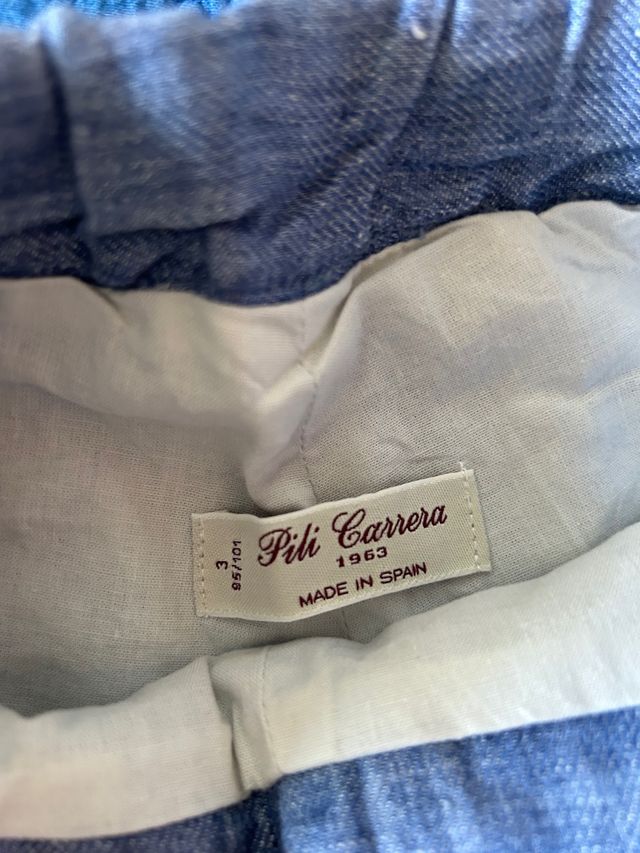 Pili Carrera
1963
MADE IN SPAIN
3
95/101